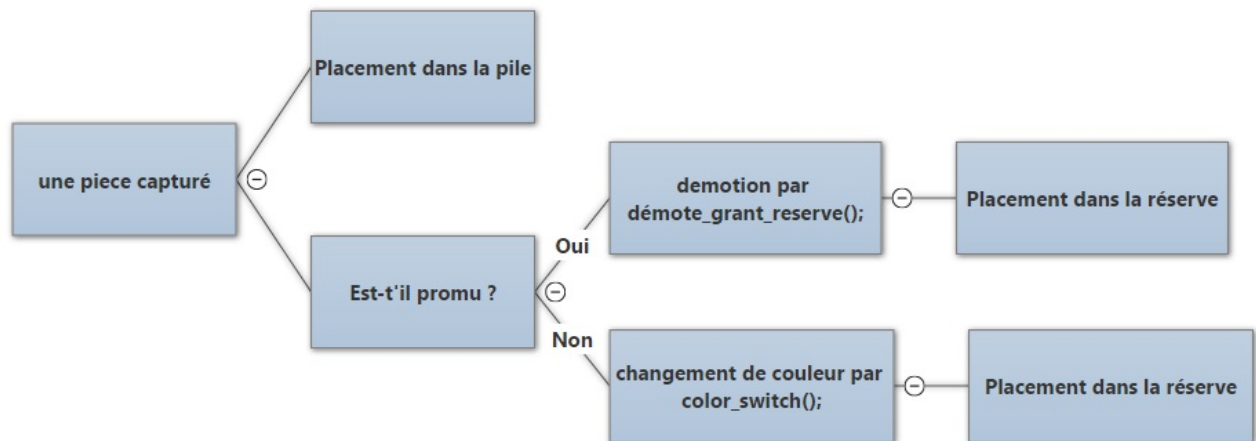 Placement dans la pile
une piece capturé
demotion par
démote_grant_reserve();
Placement dans la réserve
Oui
Est-t'il promu ?
Non
changement de couleur par
color_switch();
Placement dans la réserve